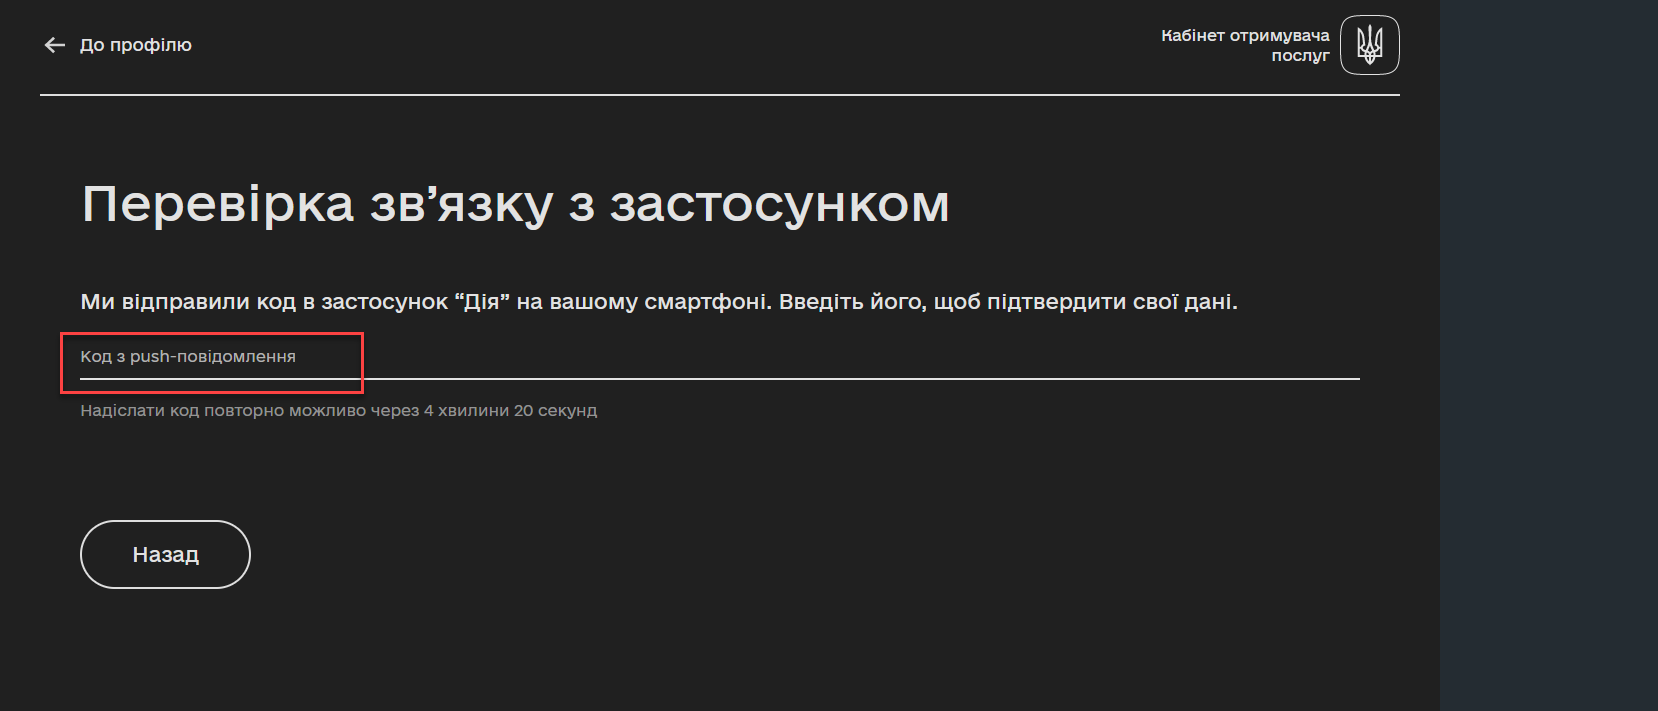 До профілю
Кабінет отримувача
послуг
Перевірка зв’язку з застосунком
Ми відправили код в застосунок “Дія” на вашому смартфоні. Введіть його, щоб підтвердити свої дані.
Код з push-повідомлення
Надіслати код повторно можливо через 4 хвилини 20 секунд
Назад